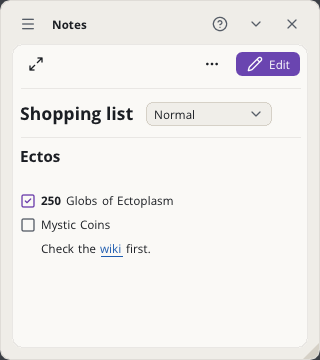 Notes
Edit
Shopping list
Normal
Ectos
250 Globs of Ectoplasm
Mystic Coins
Check the wiki first.